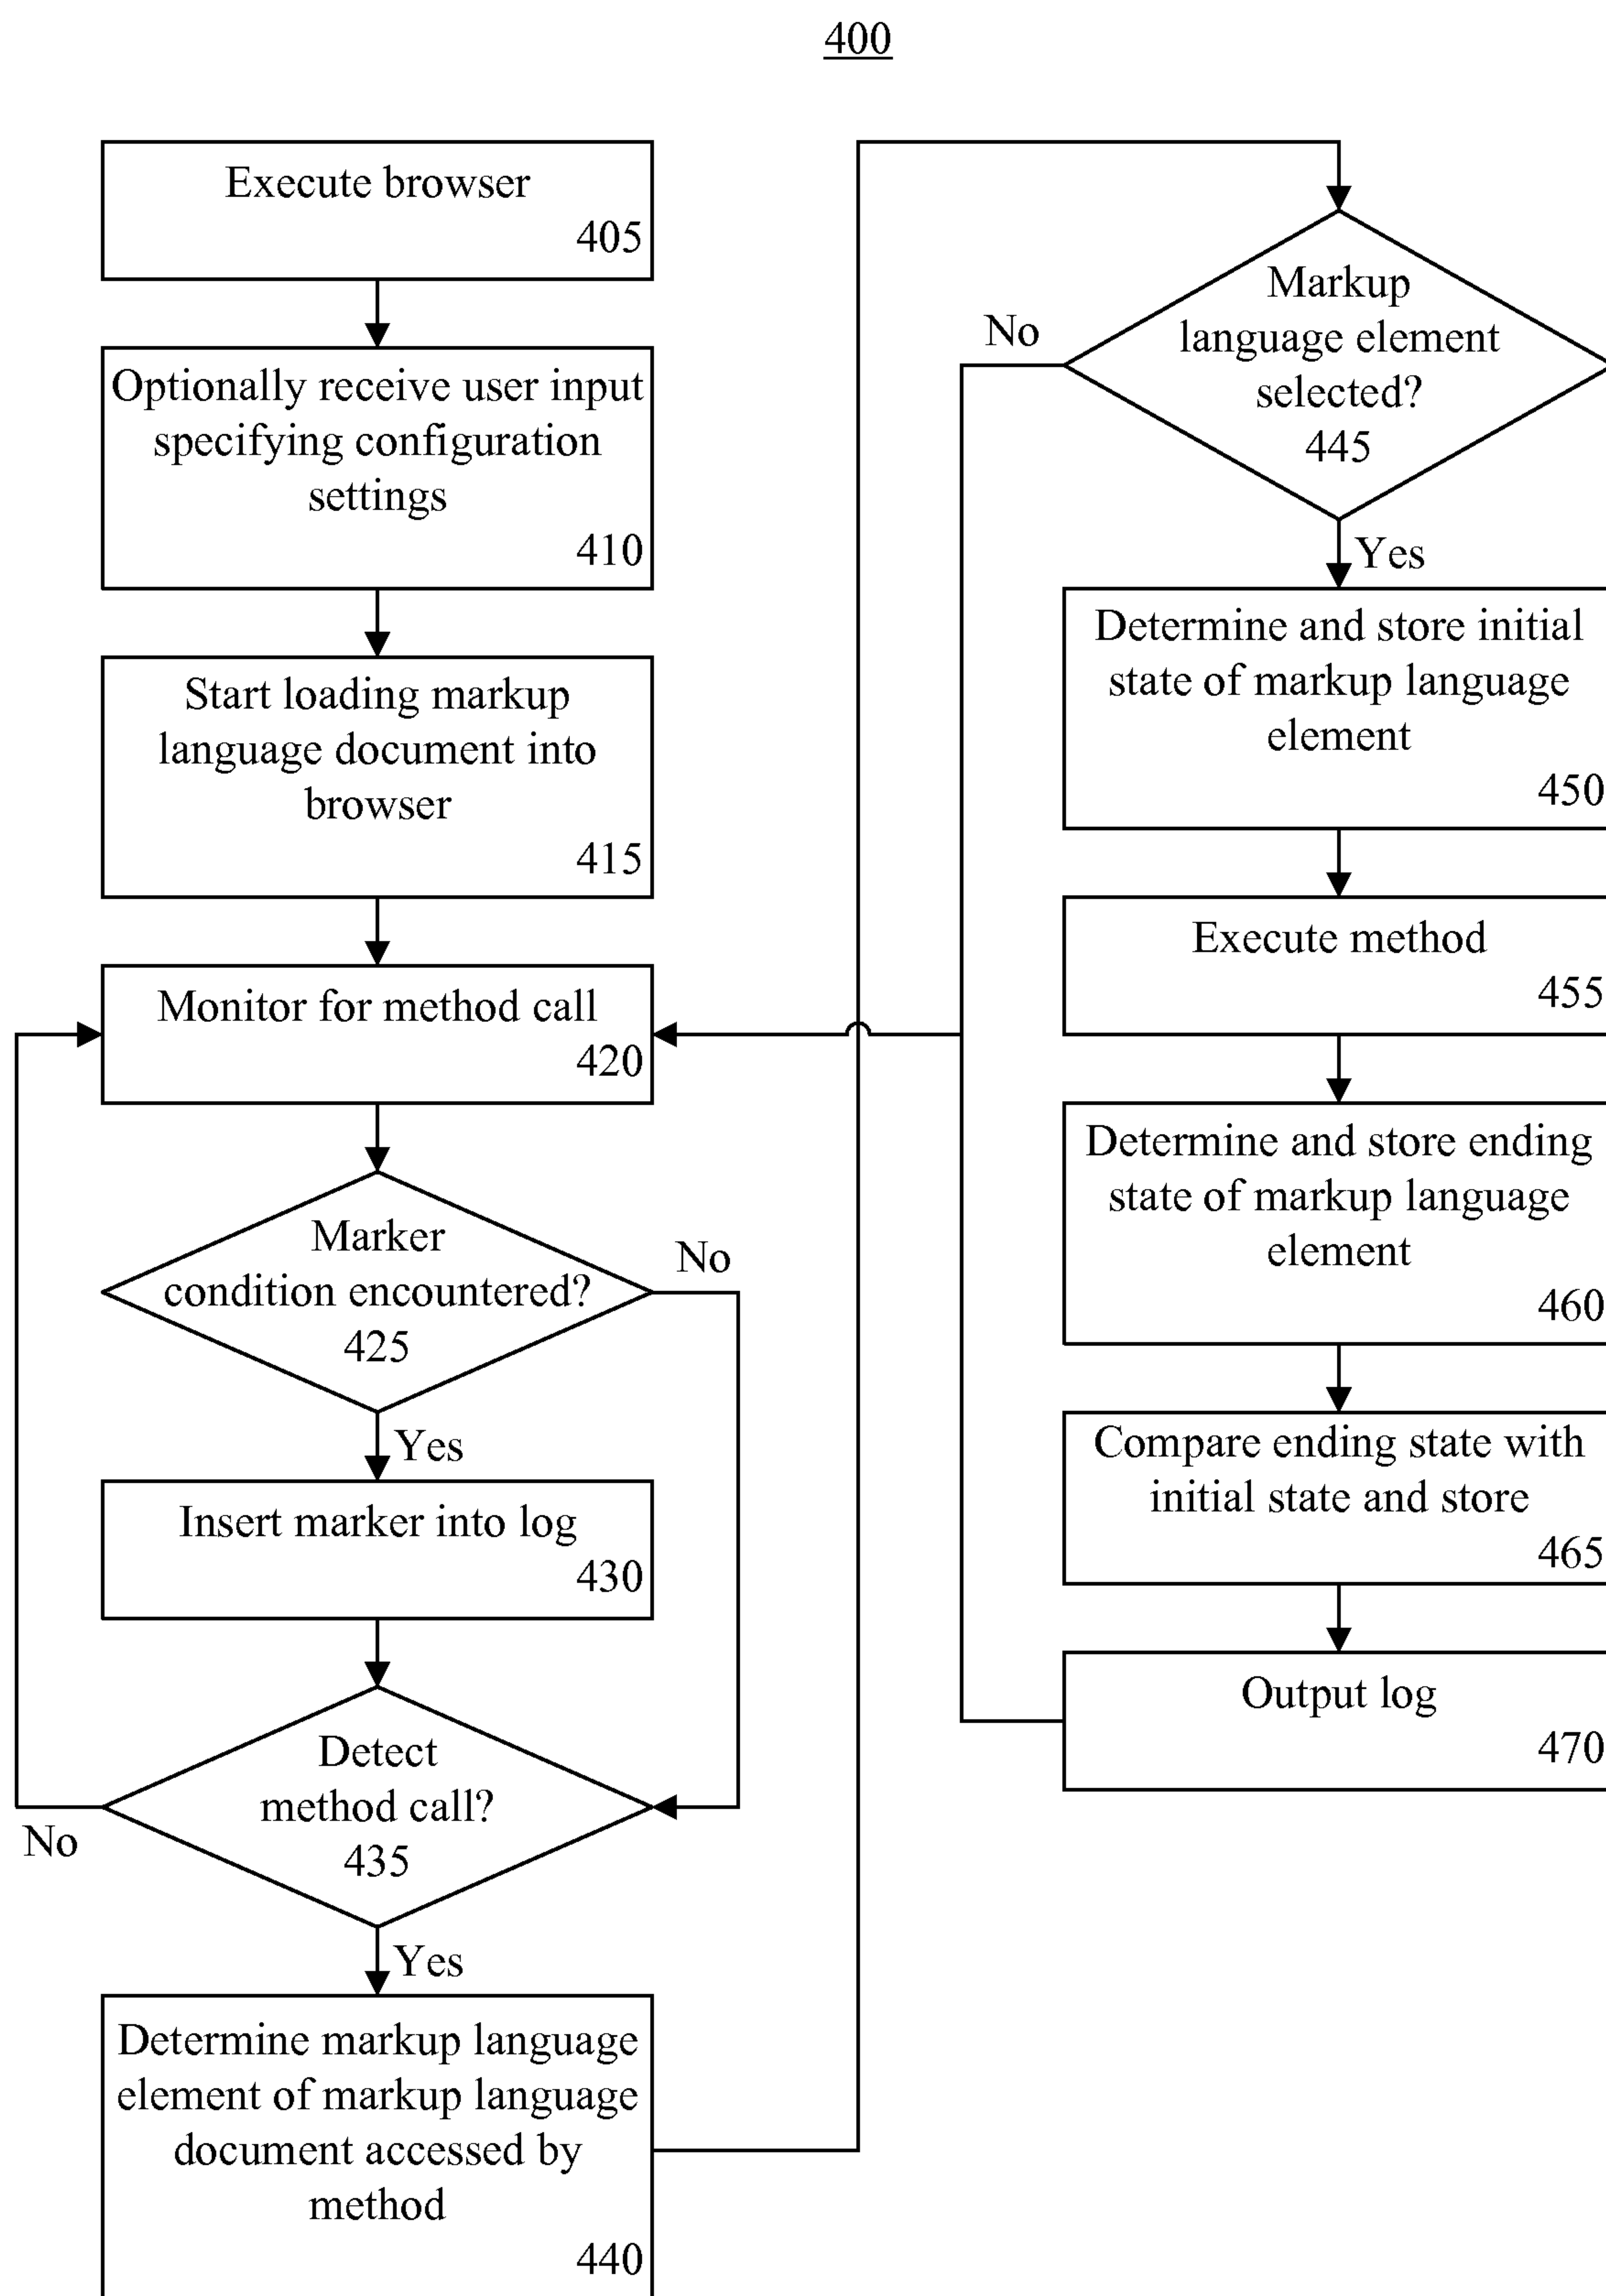 400
Execute browser
405
Optionally receive user input
specifying configuration
settings
410
Start loading markup
language document into
browser
415
Monitor for method call
420
Marker
condition encountered?
425
No
Yes
Insert marker into log
430
Detect
method call?
435
No
Yes
Determine markup language
element of markup language
document accessed by
method
440
Markup
language element
selected?
445
No
Yes
Determine and store initial
state of markup language
element
450
Execute method
455
Determine and store ending
state of markup language
element
460
Compare ending state with
initial state and store
465
Output log
470